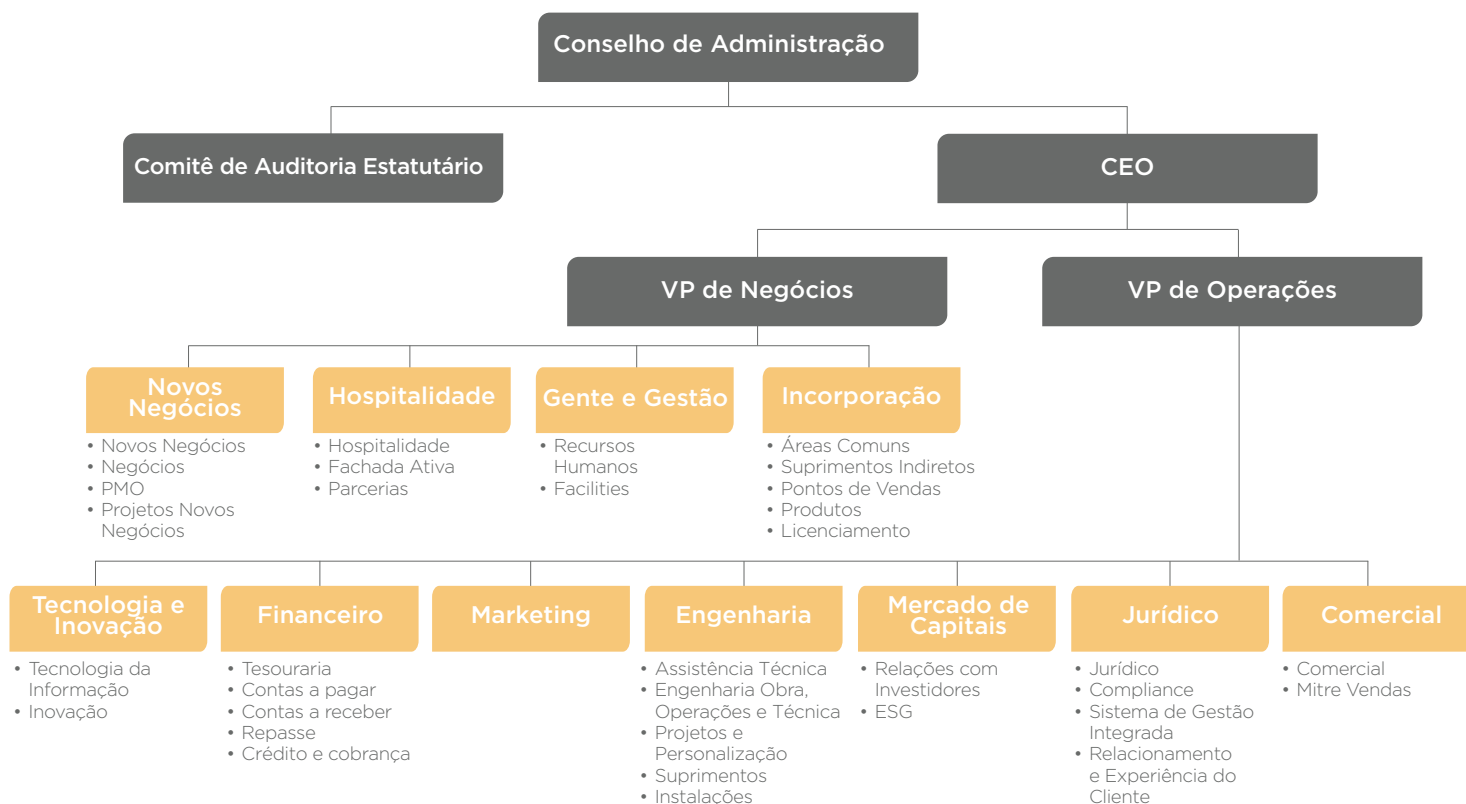 Conselho de Administração
Comitê de Auditoria Estatutário
CEO
VP de Negócios
VP de Operações
Novos
Negócios
• Novos Negócios
• Negócios
• PMO
• Projetos Novos
Negócios
Hospitalidade
• Hospitalidade
• Fachada Ativa
• Parcerias
Gente e Gestão
• Recursos
Humanos
• Facilities
Incorporação
• Áreas Comuns
• Suprimentos Indiretos
• Pontos de Vendas
• Produtos
• Licenciamento
Tecnologia e
Inovação
• Tecnologia da
Informação
• Inovação
Financeiro
• Tesouraria
• Contas a pagar
• Contas a receber
• Repasse
• Crédito e cobrança
Marketing
Engenharia
• Assistência Técnica
• Engenharia Obra,
Operações e Técnica
• Projetos e
Personalização
• Suprimentos
• Instalações
Mercado de
Capitais
• Relações com
Investidores
• ESG
Jurídico
• Jurídico
• Compliance
• Sistema de Gestão
Integrada
• Relacionamento
e Experiência do
Cliente
Comercial
• Comercial
• Mitre Vendas